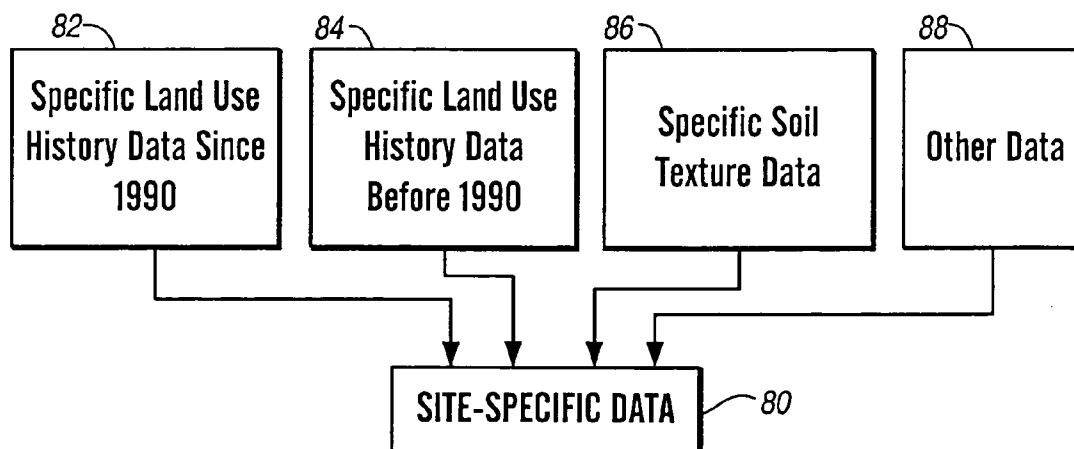 82
84
86
88
Specific Land Use
History Data Since
1990
Specific Land Use
History Data
Before 1990
Specific Soil
Texture Data
Other Data
SITE-SPECIFIC DATA
80